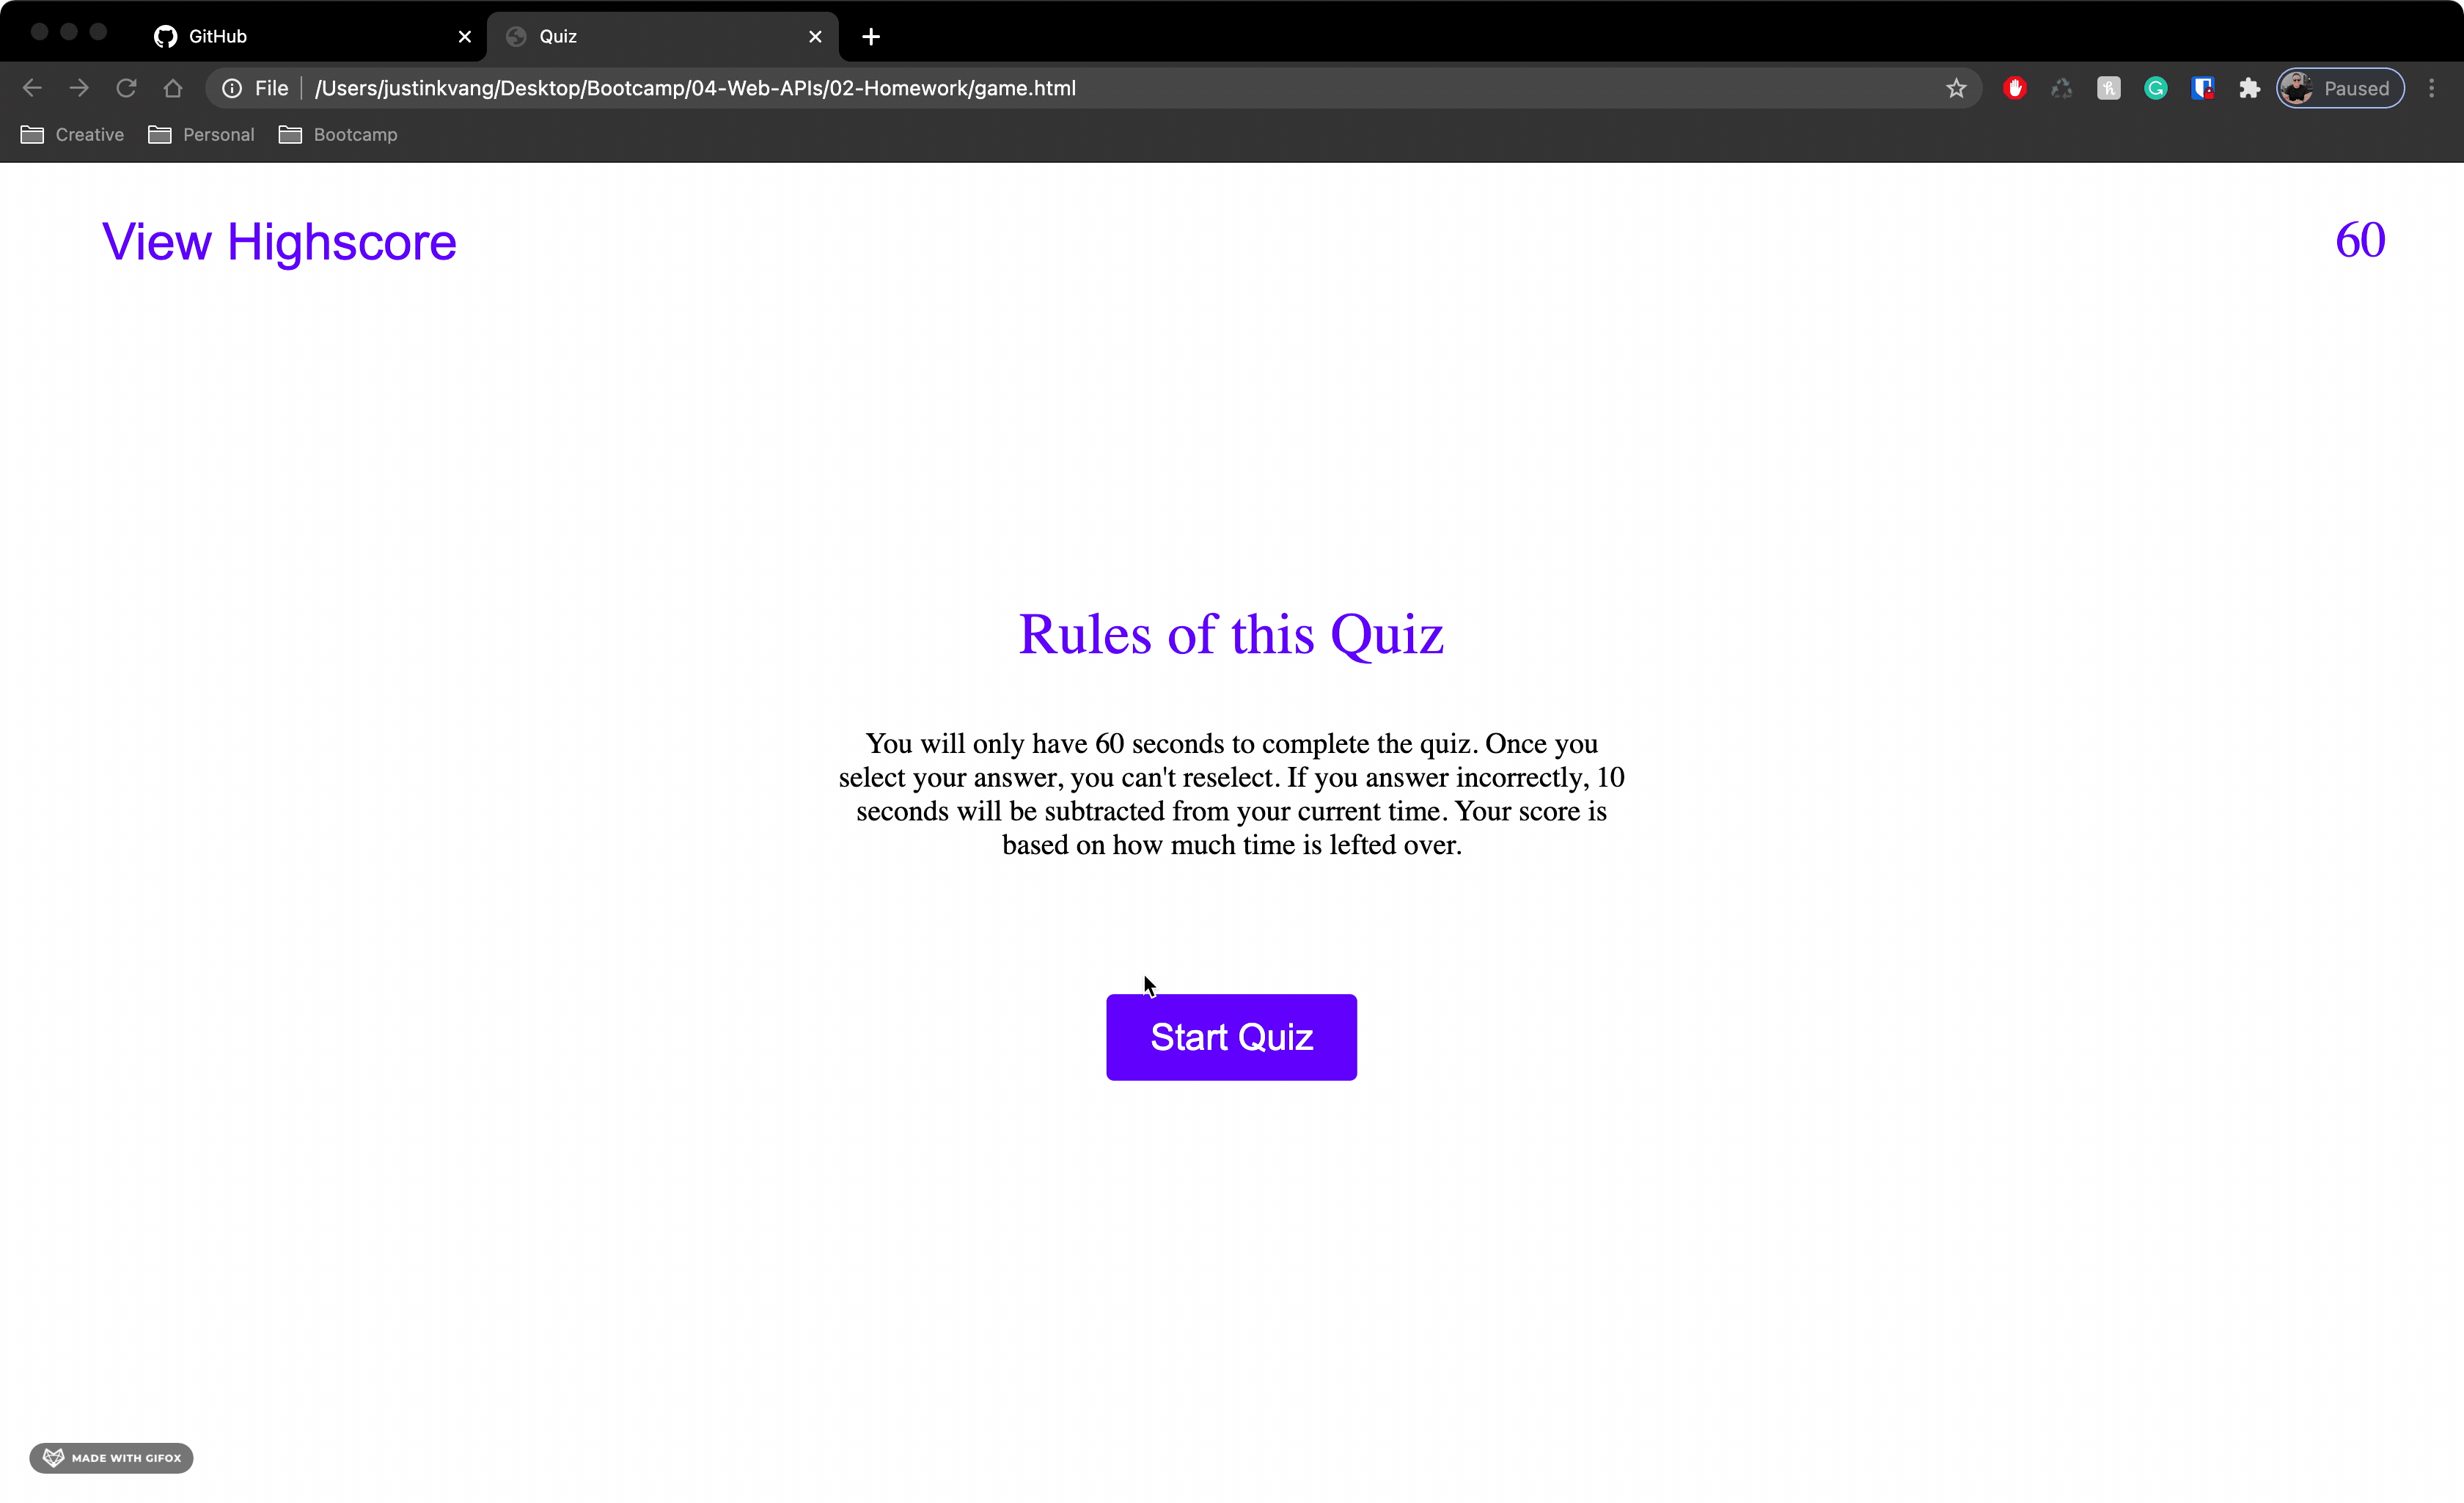 GitHub
Quiz
File /Users/justinkvang/Desktop/Bootcamp/04-Web-APIs/02-Homework/game.html
Paused
Creative Personal Bootcamp
View Highscore 60
Rules of this Quiz
You will only have 60 seconds to complete the quiz. Once you
select your answer, you can't reselect. If you answer incorrectly, 10
seconds will be subtracted from your current time. Your score is
based on how much time is lefted over.
Start Quiz
MADE WITH GIFOX